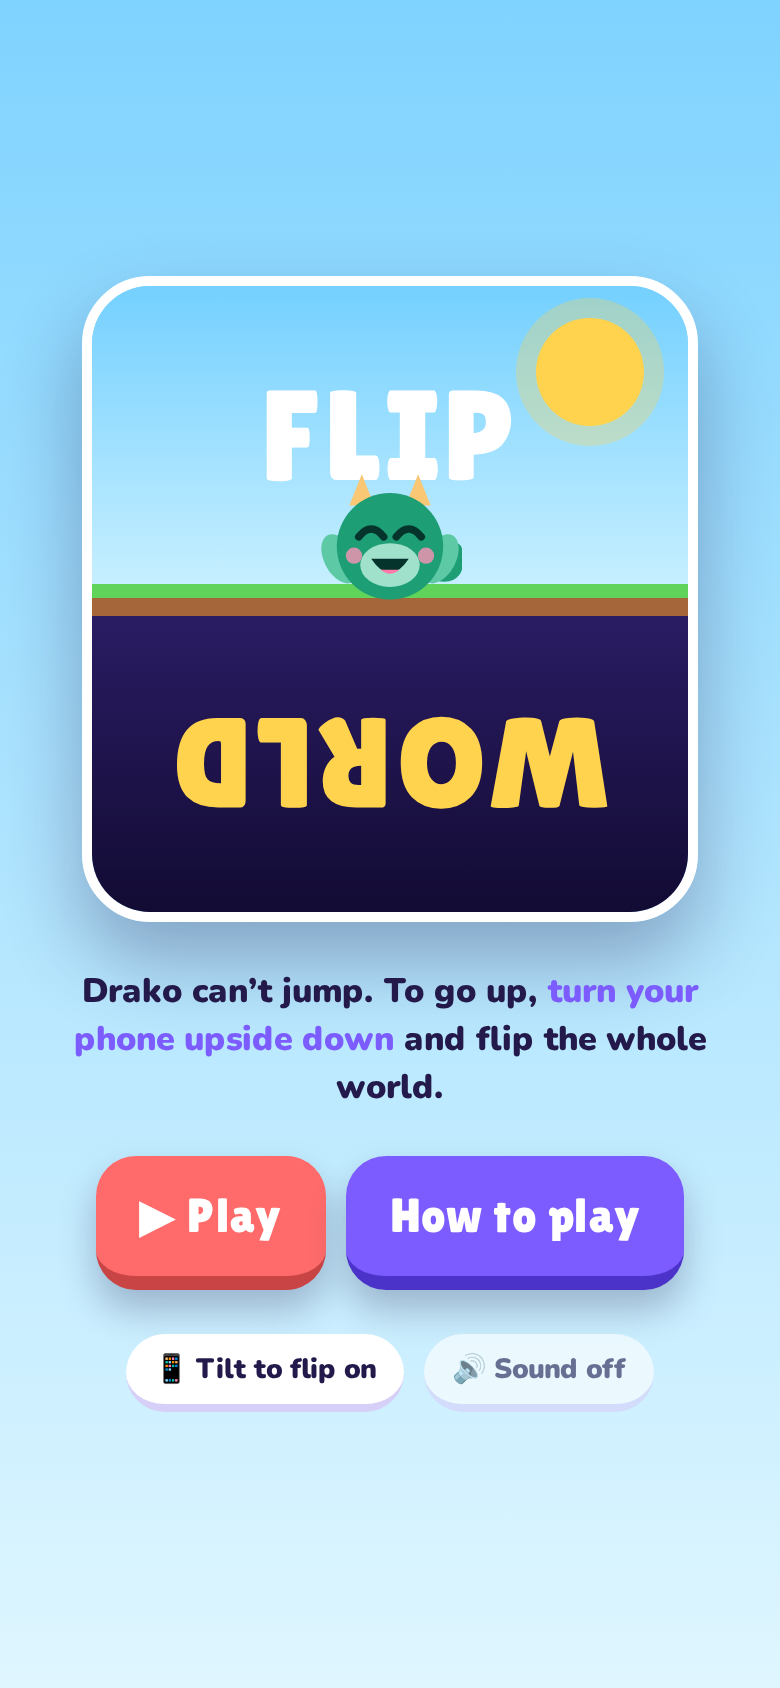 FLIP
WORLD
Drako can’t jump. To go up, turn your
phone upside down and flip the whole
world.
▶ Play
How to play
📱 Tilt to flip on
🔊 Sound off